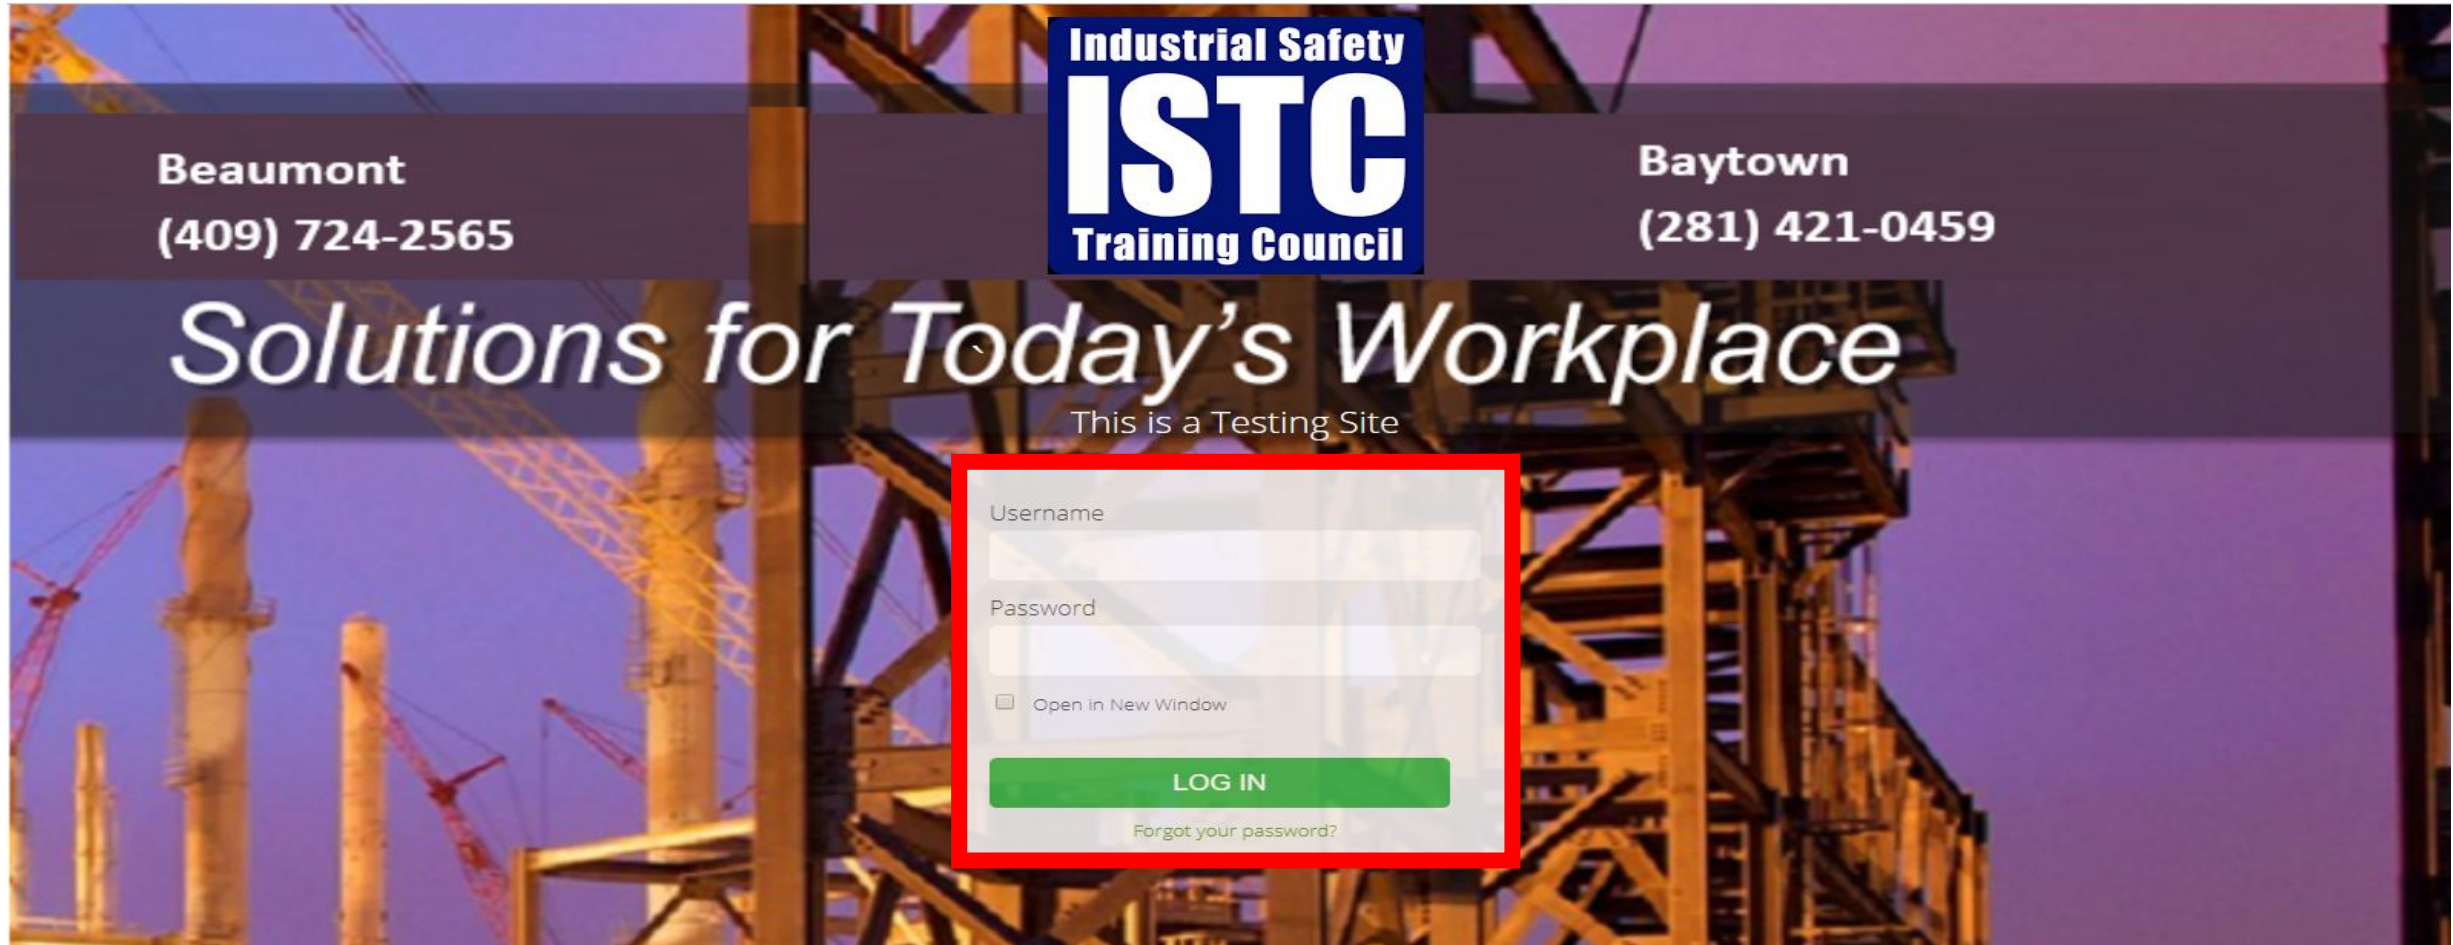 Industrial Safety
ISTC
Training Council
Beaumont
(409) 724-2565
Baytown
(281) 421-0459
Solutions for Today's Workplace
This is a Testing Site
Username
Password
Open in New Window
LOG IN
Forgot your password?